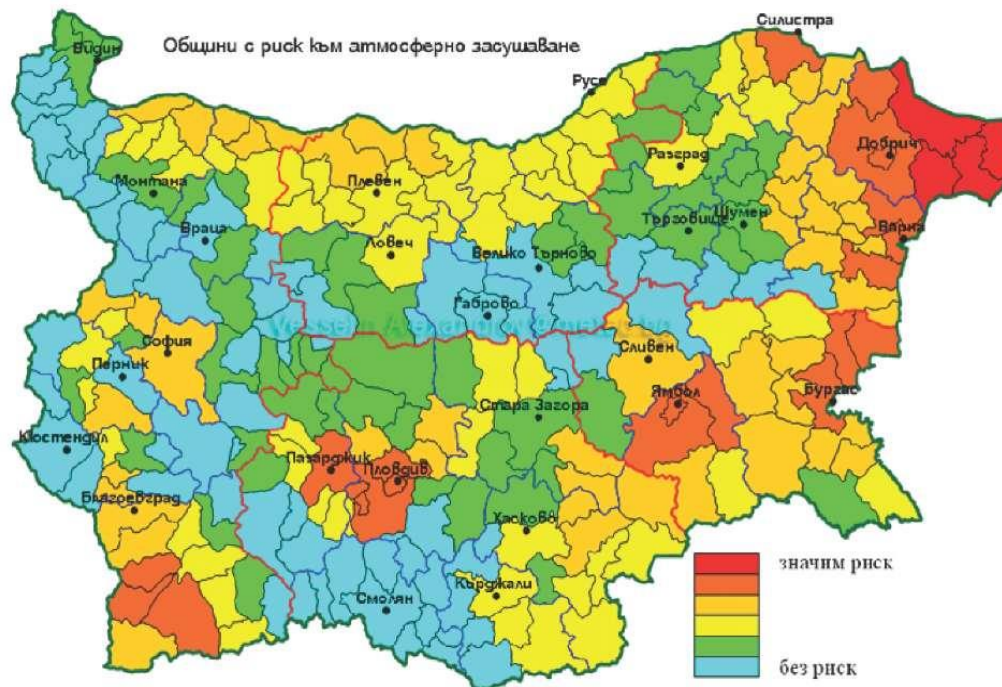 Силистра
Общини с риск към атмосферно засушаване
Видин
Русе
Добрич
Разград
Монтана
Плевен
Търговище
Шумен
Варна
Враца
Ловеч
Велико Търново
Габрово
София
Сливен
Перник
Ямбол
Бургас
Стара Загора
Кюстендил
Пазарджик
Пловдив
Благоевград
Хасково
значим риск
Кърджали
Смолян
без риск